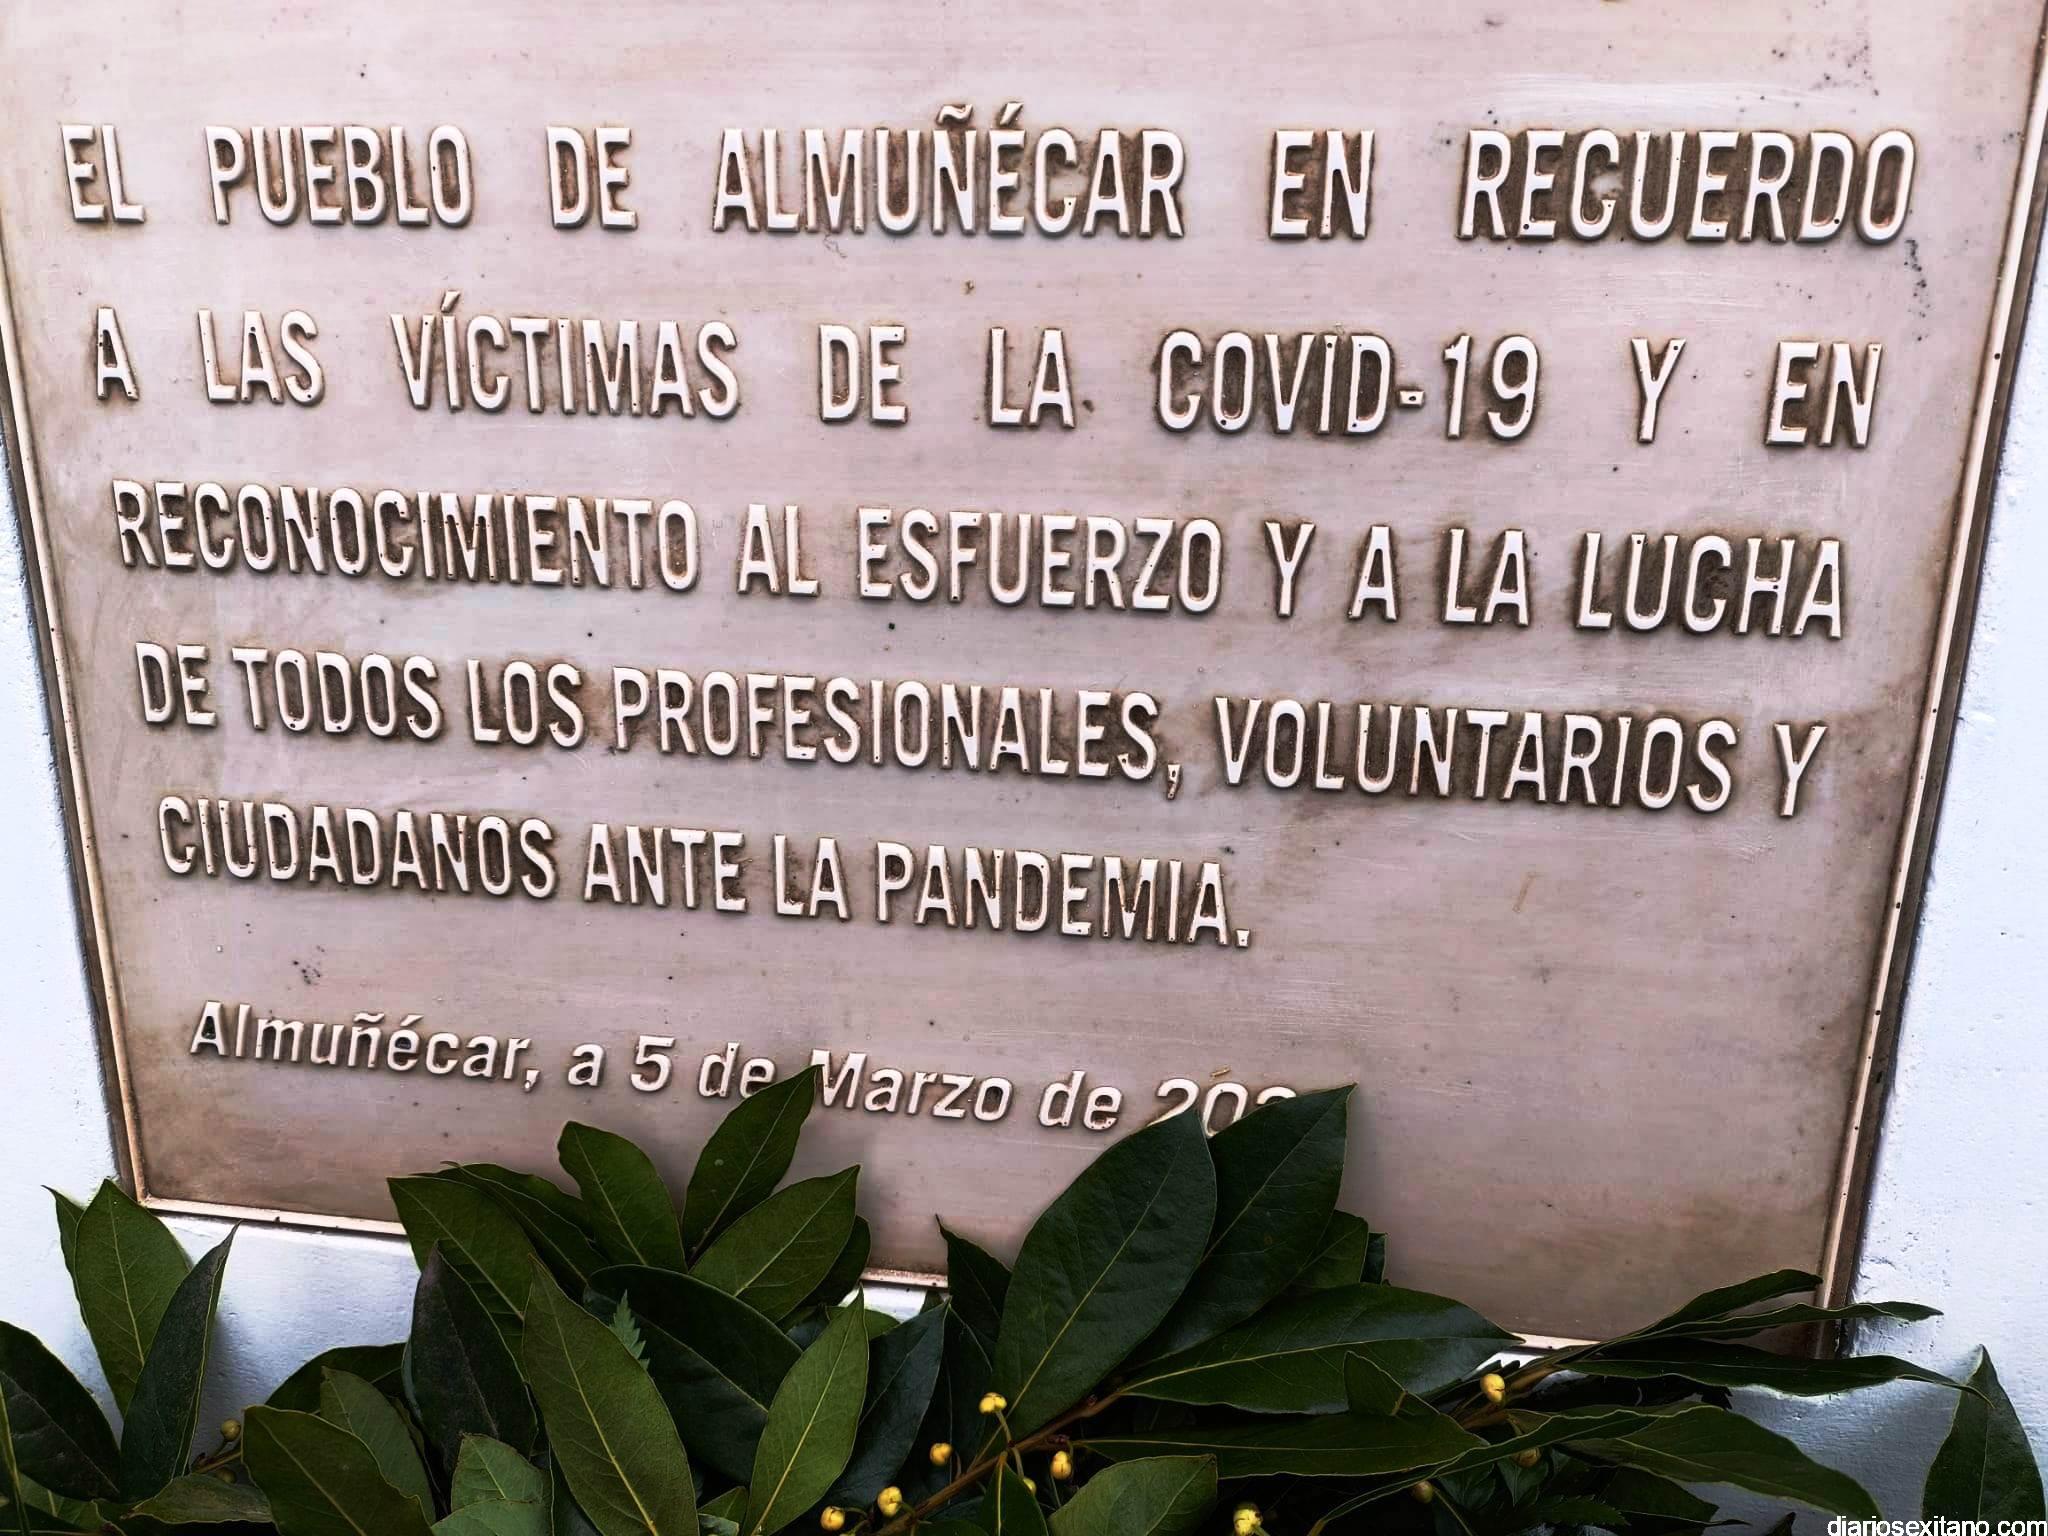 EL PUEBLO DE ALMUÑÉCAR EN RECUERDO
A LAS VÍCTIMAS DE LA COVID-19 Y EN
RECONOCIMIENTO AL ESFUERZO Y A LA LUCHA
DE TODOS LOS PROFESIONALES, VOLUNTARIOS Y
CIUDADANOS ANTE LA PANDEMIA.
Almuñécar, a 5 de Marzo de
diariosexitano.com